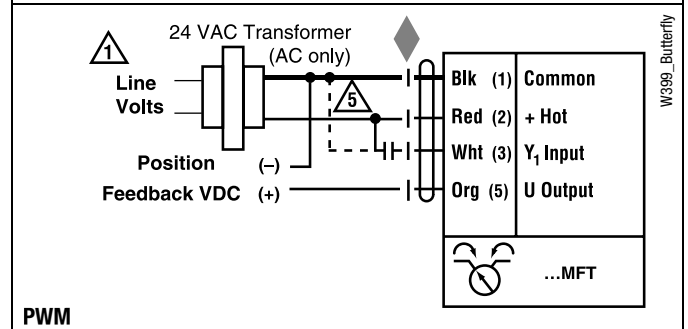 24 VAC Transformer
(AC only)
1
Line
Volts
5
Blk (1) Common
Red (2) + Hot
Wht (3) Y₁ Input
Org (5) U Output
Position (–)
Feedback VDC (+)
...MFT
PWM
W399_Butterfly